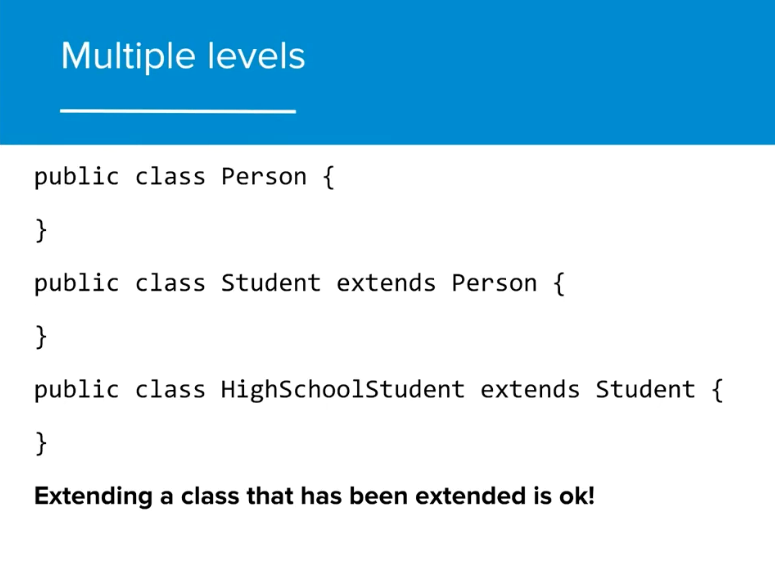 Multiple levels
public class Person {
}
public class Student extends Person {
}
public class HighSchoolStudent extends Student {
}
Extending a class that has been extended is ok!